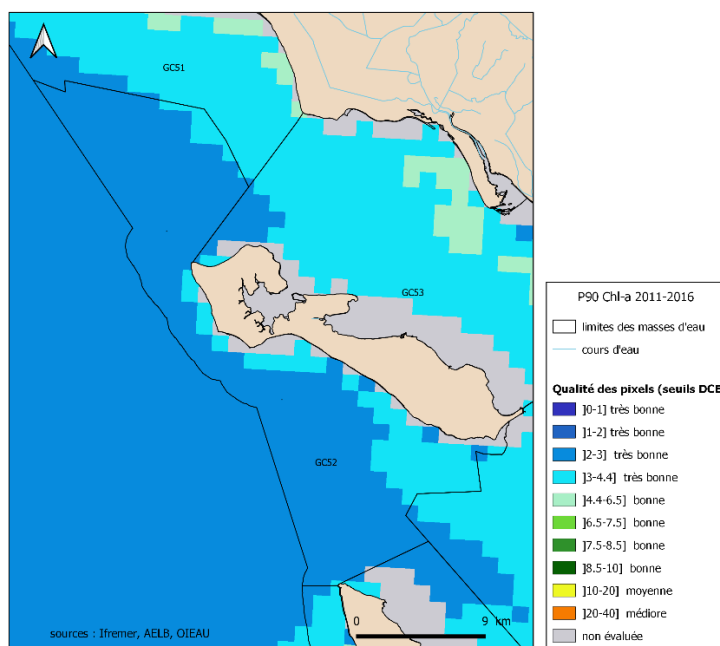 GC51
GC53
GC52
sources : Ifremer, AELB, OIEAU
0 9 km
P90 Chl-a 2011-2016
limites des masses d'eau
cours d'eau
Qualité des pixels (seuils DCE
]0-1] très bonne
]1-2] très bonne
]2-3] très bonne
]3-4.4] très bonne
]4.4-6.5] bonne
]6.5-7.5] bonne
]7.5-8.5] bonne
]8.5-10] bonne
]10-20] moyenne
]20-40] médiore
non évaluée